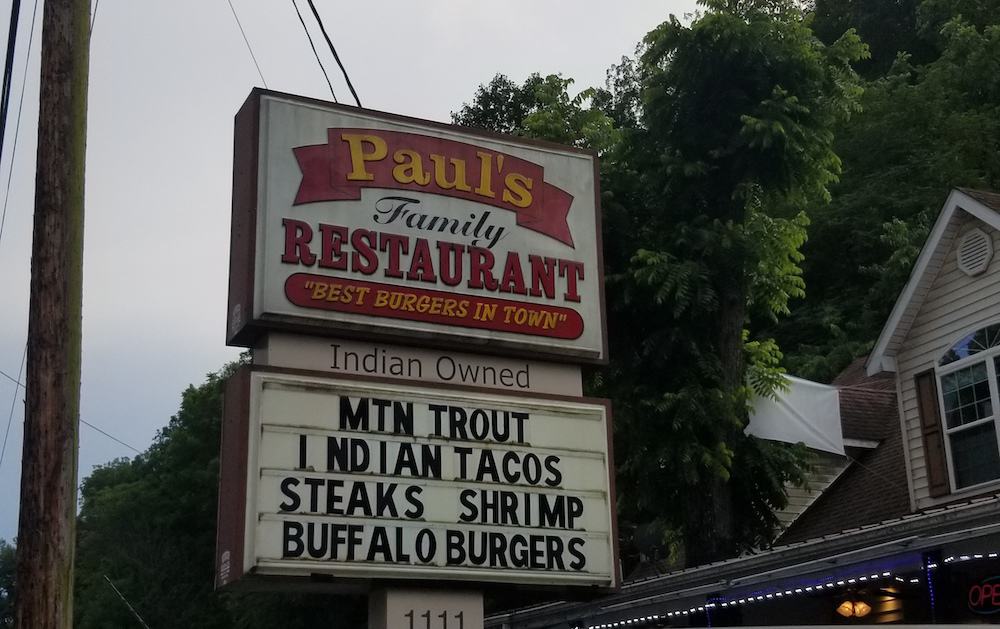 Paul's
Family
RESTAURANT
"BEST BURGERS IN TOWN"
Indian Owned
MTN TROUT
INDIAN TACOS
STEAKS SHRIMP
BUFFALO BURGERS
1111